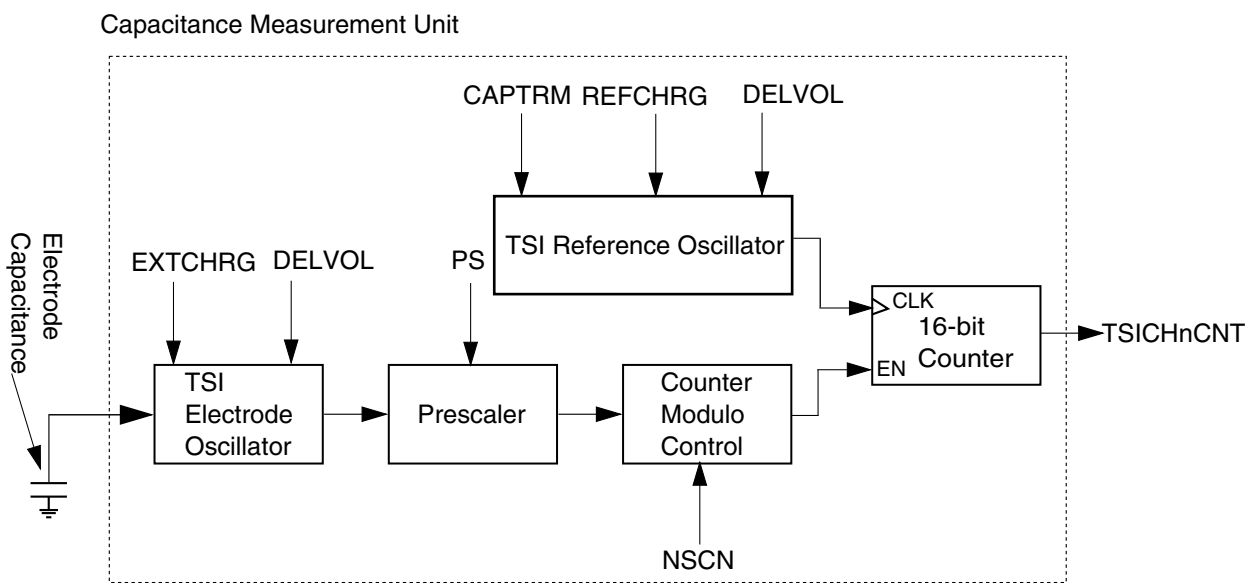 Capacitance Measurement Unit
CAPTRM REFCHRG DELVOL
TSI Reference Oscillator
Electrode
Capacitance
EXTCHRG DELVOL
PS
CLK
16-bit
Counter
EN
TSICHnCNT
TSI
Electrode
Oscillator
Prescaler
Counter
Modulo
Control
NSCN